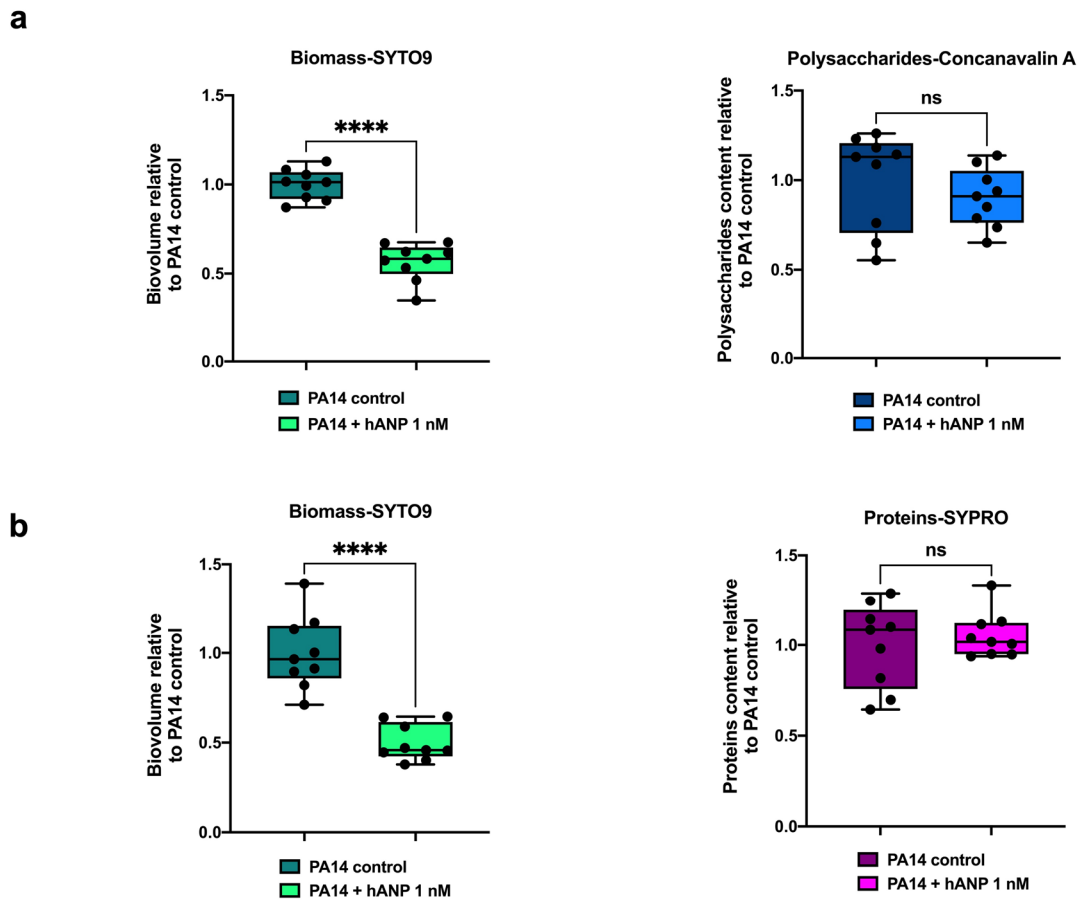 a
Biomass-SYTO9
Biovolume relative
to PA14 control
1.5
1.0
0.5
0.0
****
PA14 control
PA14 + hANP 1 nM
Polysaccharides-Concanavalin A
Polysaccharides content relative
to PA14 control
1.5
1.0
0.5
0.0
ns
PA14 control
PA14 + hANP 1 nM
b
Biomass-SYTO9
Biovolume relative
to PA14 control
1.5
1.0
0.5
0.0
****
PA14 control
PA14 + hANP 1 nM
Proteins-SYPRO
Proteins content relative
to PA14 control
1.5
1.0
0.5
0.0
ns
PA14 control
PA14 + hANP 1 nM